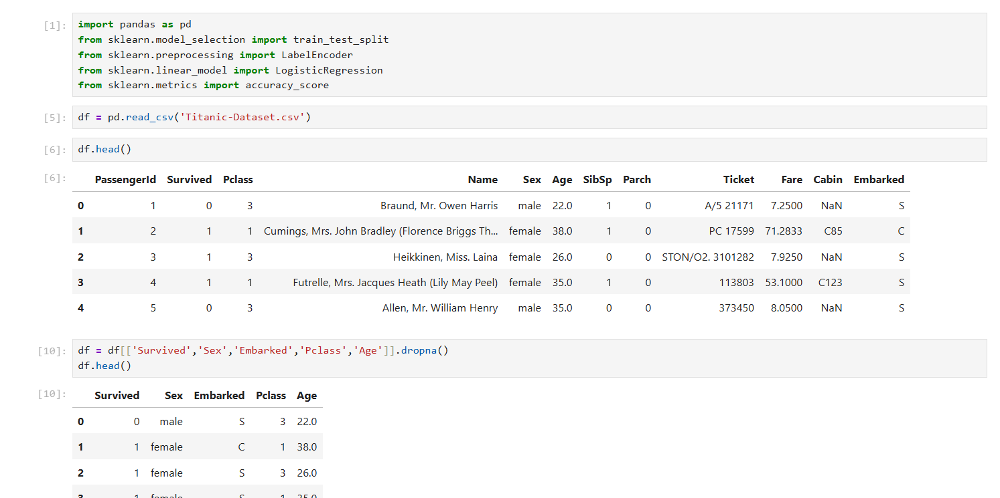 [1]: import pandas as pd
from sklearn.model_selection import train_test_split
from sklearn.preprocessing import LabelEncoder
from sklearn.linear_model import LogisticRegression
from sklearn.metrics import accuracy_score
[5]: df = pd.read_csv('Titanic-Dataset.csv')
[6]: df.head()
[6]: PassengerId Survived Pclass Name Sex Age SibSp Parch Ticket Fare Cabin Embarked
0 1 0 3 Braund, Mr. Owen Harris male 22.0 1 0 A/5 21171 7.2500 NaN S
1 2 1 1 Cumings, Mrs. John Bradley (Florence Briggs Th... female 38.0 1 0 PC 17599 71.2833 C85 C
2 3 1 3 Heikkinen, Miss. Laina female 26.0 0 0 STON/O2. 3101282 7.9250 NaN S
3 4 1 1 Futrelle, Mrs. Jacques Heath (Lily May Peel) female 35.0 1 0 113803 53.1000 C123 S
4 5 0 3 Allen, Mr. William Henry male 35.0 0 0 373450 8.0500 NaN S
[10]: df = df[['Survived','Sex','Embarked','Pclass','Age']].dropna()
df.head()
[10]: Survived Sex Embarked Pclass Age
0 0 male S 3 22.0
1 1 female C 1 38.0
2 1 female S 3 26.0
3 1 female S 1 35.0